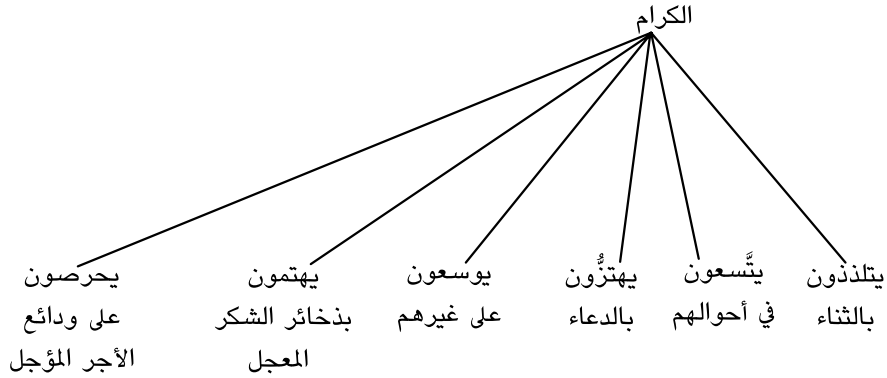 الكرام
يتلذذون
بالثناء
يتَّسعون
في أحوالهم
يهتزُّون
بالدعاء
يوسعون
على غيرهم
يهتمون
بذخائر الشكر
المعجل
يحرصون
على ودائع
الأجر المؤجل